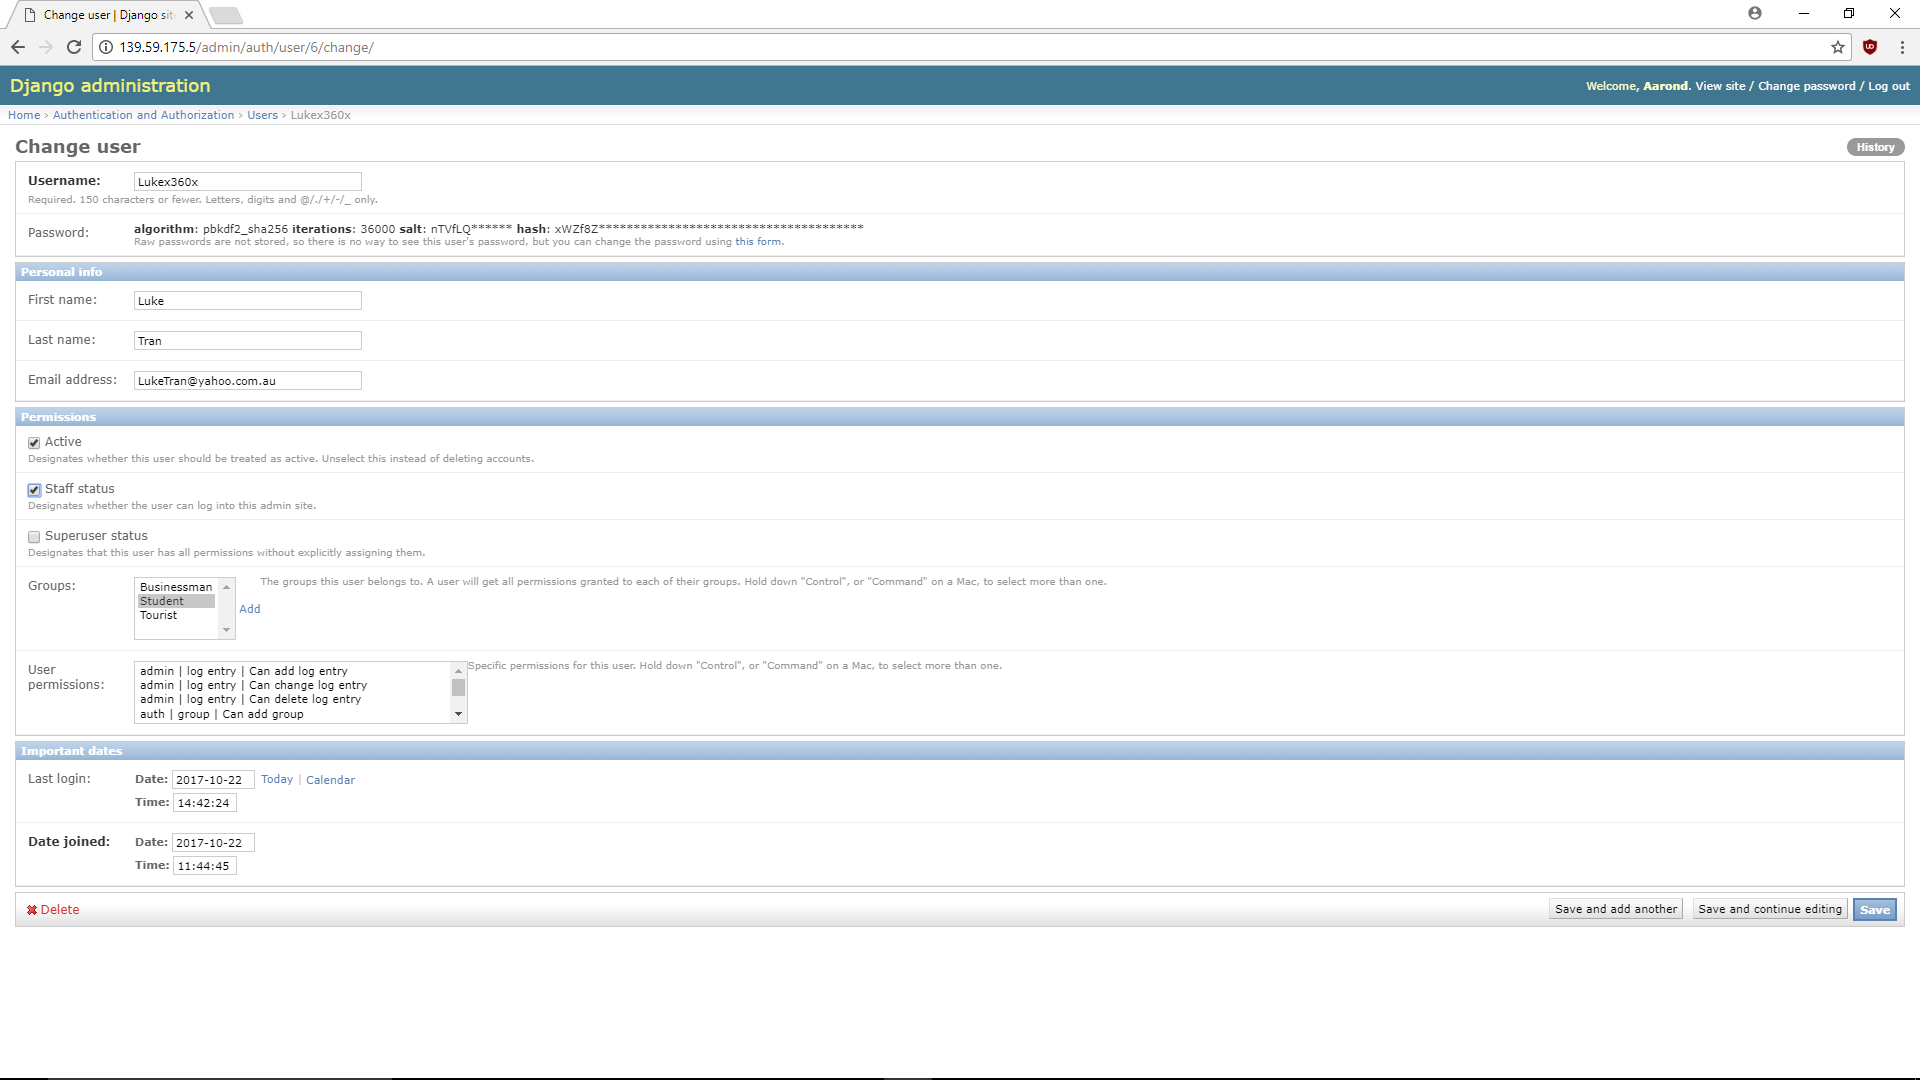 Change user | Django sit
139.59.175.5/admin/auth/user/6/change/
Django administration
Welcome, Aarond. View site / Change password / Log out
Home › Authentication and Authorization › Users › Lukex360x
Change user
History
Username: Lukex360x
Required. 150 characters or fewer. Letters, digits and @/./+/-/_ only.
Password: algorithm: pbkdf2_sha256 iterations: 36000 salt: nTVfLQ****** hash: xWZf8Z**************************************
Raw passwords are not stored, so there is no way to see this user's password, but you can change the password using this form.
Personal info
First name: Luke
Last name: Tran
Email address: LukeTran@yahoo.com.au
Permissions
Active
Designates whether this user should be treated as active. Unselect this instead of deleting accounts.
Staff status
Designates whether the user can log into this admin site.
Superuser status
Designates that this user has all permissions without explicitly assigning them.
Groups:
Businessman
Student
Tourist
Add
The groups this user belongs to. A user will get all permissions granted to each of their groups. Hold down "Control", or "Command" on a Mac, to select more than one.
User permissions:
admin | log entry | Can add log entry
admin | log entry | Can change log entry
admin | log entry | Can delete log entry
auth | group | Can add group
Specific permissions for this user. Hold down "Control", or "Command" on a Mac, to select more than one.
Important dates
Last login: Date: 2017-10-22 Today | Calendar
Time: 14:42:24
Date joined: Date: 2017-10-22
Time: 11:44:45
Delete
Save and add another
Save and continue editing
Save